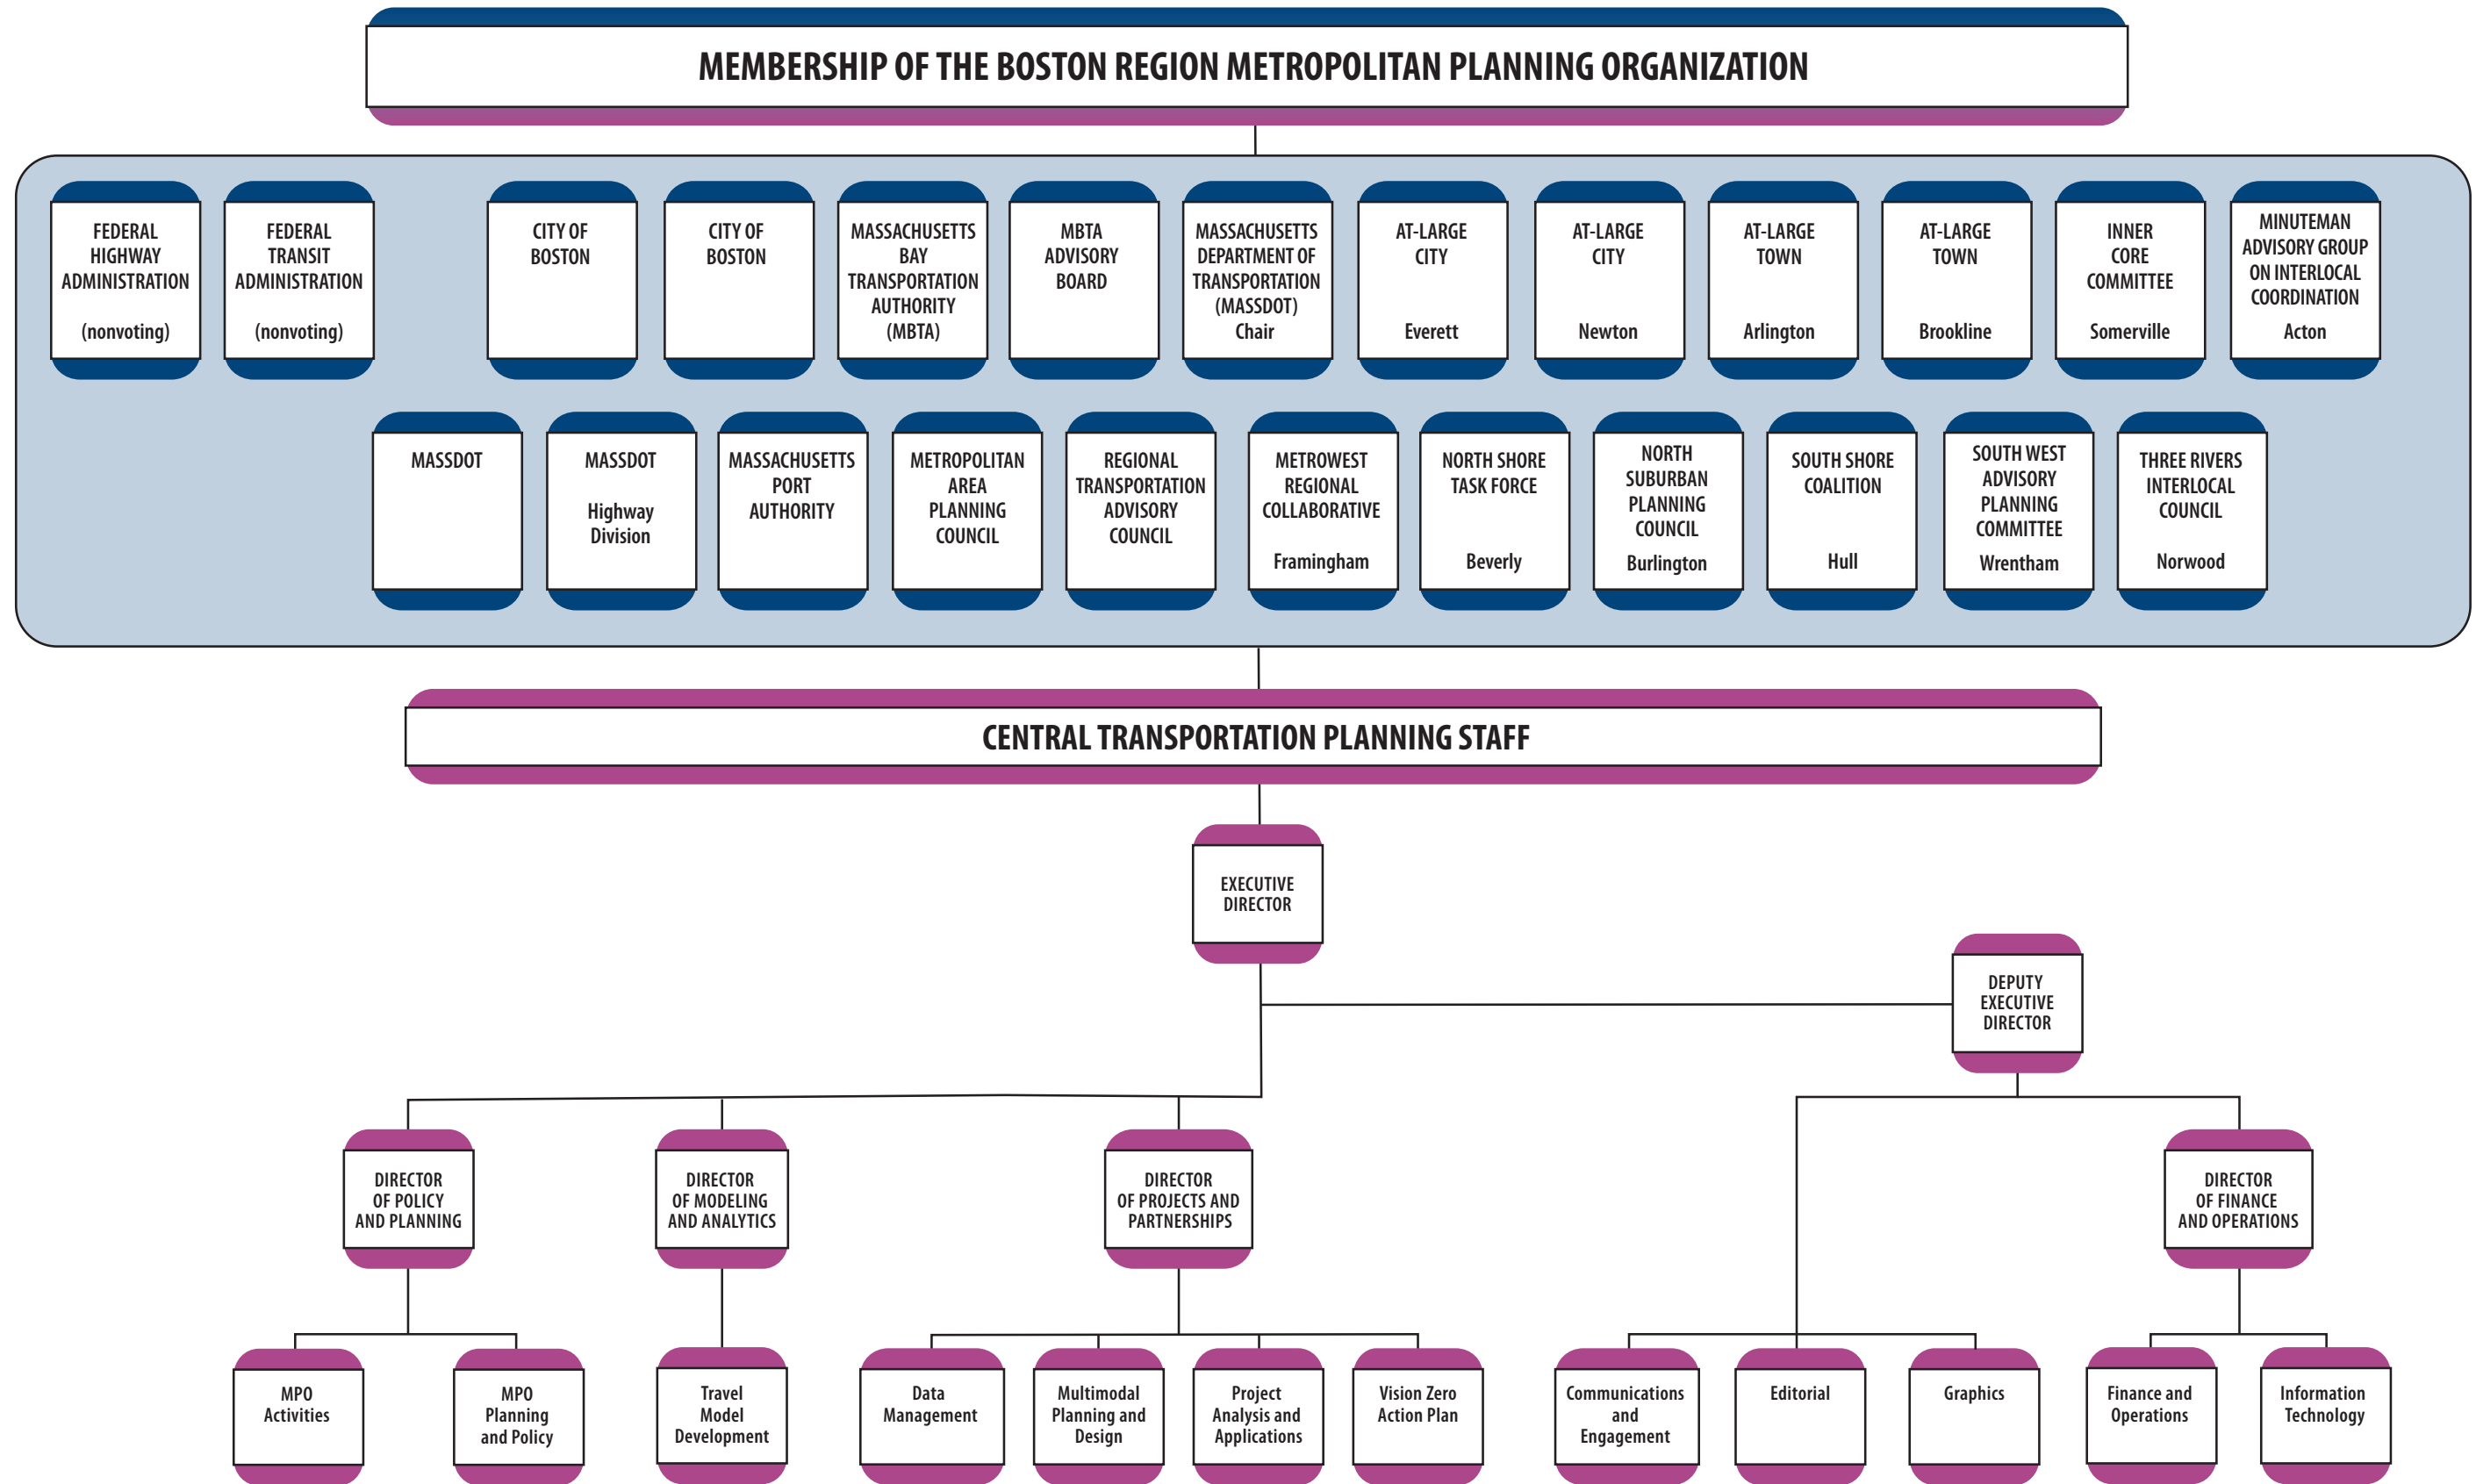 MEMBERSHIP OF THE BOSTON REGION METROPOLITAN PLANNING ORGANIZATION
FEDERAL
HIGHWAY
ADMINISTRATION
(nonvoting)
FEDERAL
TRANSIT
ADMINISTRATION
(nonvoting)
CITY OF
BOSTON
CITY OF
BOSTON
MASSACHUSETTS
BAY
TRANSPORTATION
AUTHORITY
(MBTA)
MBTA
ADVISORY
BOARD
MASSACHUSETTS
DEPARTMENT OF
TRANSPORTATION
(MASSDOT)
Chair
AT-LARGE
CITY
Everett
AT-LARGE
CITY
Newton
AT-LARGE
TOWN
Arlington
AT-LARGE
TOWN
Brookline
INNER
CORE
COMMITTEE
Somerville
MINUTEMAN
ADVISORY GROUP
ON INTERLOCAL
COORDINATION
Acton
MASSDOT
MASSDOT
Highway
Division
MASSACHUSETTS
PORT
AUTHORITY
METROPOLITAN
AREA
PLANNING
COUNCIL
REGIONAL
TRANSPORTATION
ADVISORY
COUNCIL
METROWEST
REGIONAL
COLLABORATIVE
Framingham
NORTH SHORE
TASK FORCE
Beverly
NORTH
SUBURBAN
PLANNING
COUNCIL
Burlington
SOUTH SHORE
COALITION
Hull
SOUTH WEST
ADVISORY
PLANNING
COMMITTEE
Wrentham
THREE RIVERS
INTERLOCAL
COUNCIL
Norwood
CENTRAL TRANSPORTATION PLANNING STAFF
EXECUTIVE
DIRECTOR
DEPUTY
EXECUTIVE
DIRECTOR
DIRECTOR
OF POLICY
AND PLANNING
DIRECTOR
OF MODELING
AND ANALYTICS
DIRECTOR
OF PROJECTS AND
PARTNERSHIPS
DIRECTOR
OF FINANCE
AND OPERATIONS
MPO
Activities
MPO
Planning
and Policy
Travel
Model
Development
Data
Management
Multimodal
Planning and
Design
Project
Analysis and
Applications
Vision Zero
Action Plan
Communications
and
Engagement
Editorial
Graphics
Finance and
Operations
Information
Technology